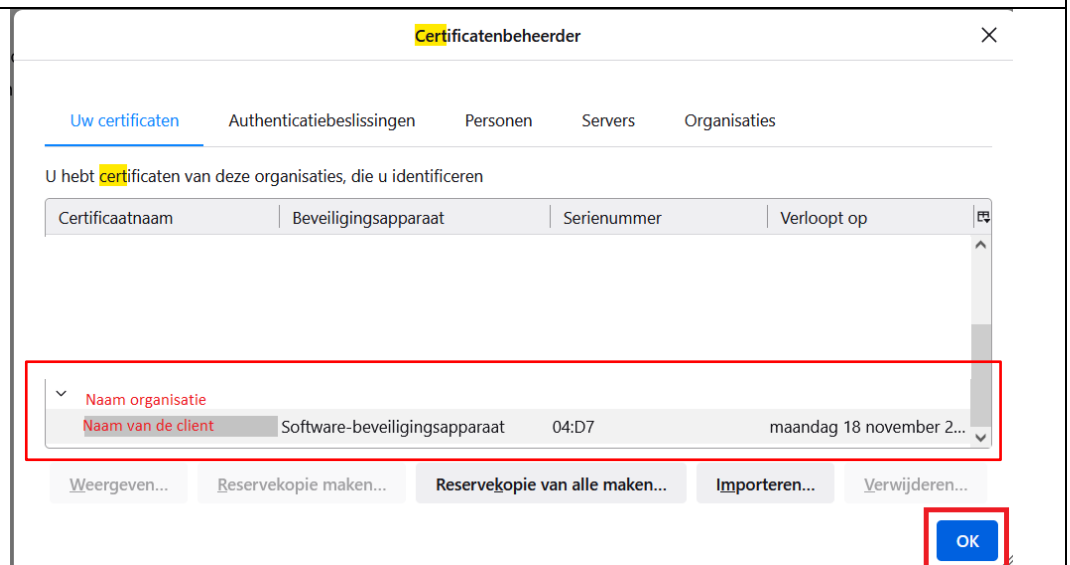 Certificatenbeheerder
Uw certificaten Authenticatiebeslissingen Personen Servers Organisaties
U hebt certificaten van deze organisaties, die u identificeren
Certificaatnaam Beveiligingsapparaat Serienummer Verloopt op
Naam organisatie
Naam van de client Software-beveiligingsapparaat 04:D7 maandag 18 november 2...
Weergeven... Reservekopie maken... Reservekopie van alle maken... Importeren... Verwijderen...
OK